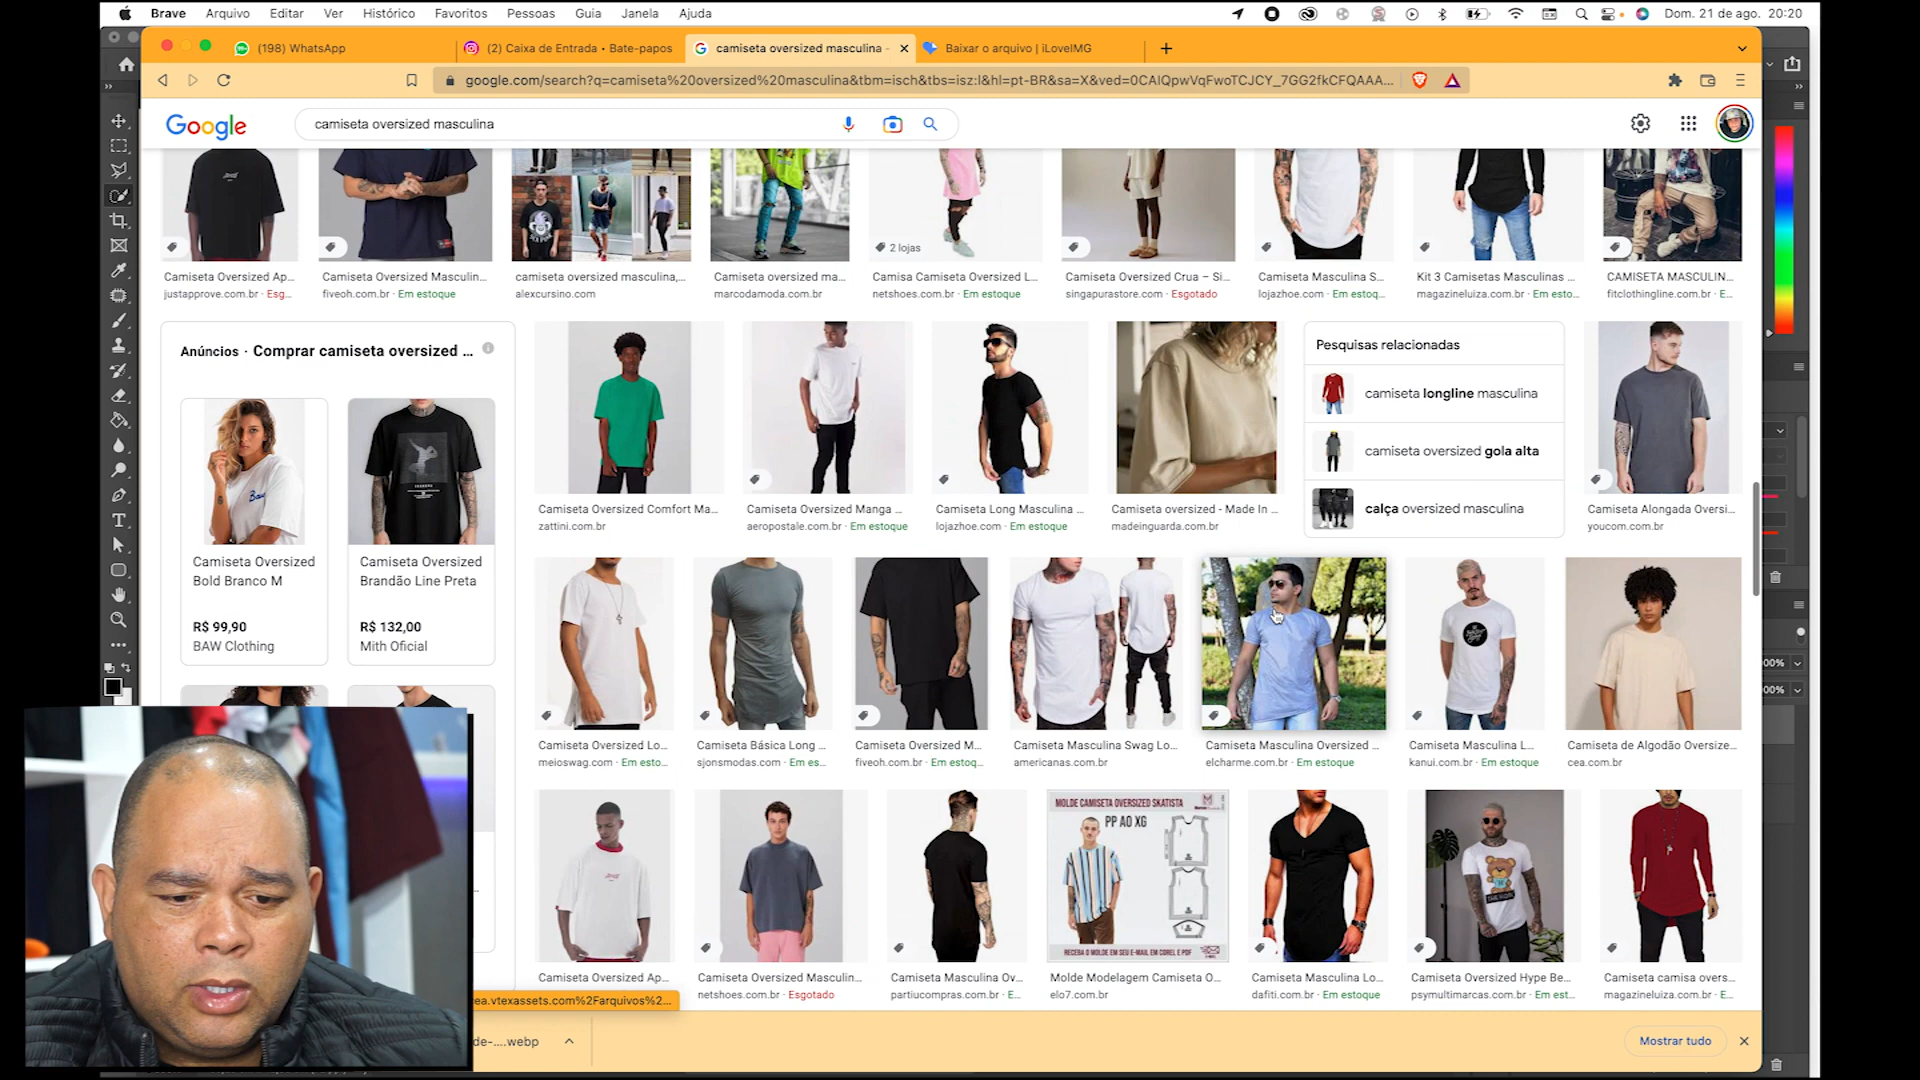 Brave Arquivo Editar Ver Histórico Favoritos Pessoas Guia Janela Ajuda Dom. 21 de ago. 20:20
(198) WhatsApp
(2) Caixa de Entrada • Bate-papos
camiseta oversized masculina -
Baixar o arquivo | iLoveIMG
google.com/search?q=camiseta%20oversized%20masculina&tbm=isch&tbs=isz:l&hl=pt-BR&sa=X&ved=0CAIQpwVqFwoTCJCY_7GG2fkCFQAAA...
Google
camiseta oversized masculina
2 lojas
Camiseta Oversized Ap...
justapprove.com.br · Esg...
Camiseta Oversized Masculin...
fiveoh.com.br · Em estoque
camiseta oversized masculina,...
alexcursino.com
Camiseta oversized ma...
marcodamoda.com.br
Camisa Camiseta Oversized L...
netshoes.com.br · Em estoque
Camiseta Oversized Crua – Si...
singapurastore.com · Esgotado
Camiseta Masculina S...
lojazhoe.com · Em estoq...
Kit 3 Camisetas Masculinas ...
magazineluiza.com.br · Em esto...
CAMISETA MASCULIN...
fitclothingline.com.br · E...
Anúncios · Comprar camiseta oversized ...
Camiseta Oversized
Bold Branco M
R$ 99,90
BAW Clothing
Camiseta Oversized
Brandão Line Preta
R$ 132,00
Mith Oficial
Camiseta Oversized Comfort Ma...
zattini.com.br
Camiseta Oversized Manga ...
aeropostale.com.br · Em estoque
Camiseta Long Masculina ...
lojazhoe.com · Em estoque
Camiseta oversized - Made In ...
madeinguarda.com.br
Pesquisas relacionadas
camiseta longline masculina
camiseta oversized gola alta
calça oversized masculina
Camiseta Alongada Oversi...
youcom.com.br
Camiseta Oversized Lo...
meioswag.com · Em esto...
Camiseta Básica Long ...
sjonsmodas.com · Em es...
Camiseta Oversized M...
fiveoh.com.br · Em estoq...
Camiseta Masculina Swag Lo...
americanas.com.br
Camiseta Masculina Oversized ...
elcharme.com.br · Em estoque
Camiseta Masculina L...
kanui.com.br · Em estoque
Camiseta de Algodão Oversize...
cea.com.br
MOLDE CAMISETA OVERSIZED SKATISTA
PP AO XG
RECEBA O MOLDE EM SEU E-MAIL EM COREL E PDF
Camiseta Oversized Ap...
Camiseta Oversized Masculin...
netshoes.com.br · Esgotado
Camiseta Masculina Ov...
partiucompras.com.br · E...
Molde Modelagem Camiseta O...
elo7.com.br
Camiseta Masculina Lo...
dafiti.com.br · Em estoque
Camiseta Oversized Hype Be...
psymultimarcas.com.br · Em est...
Camiseta camisa overs...
magazineluiza.com.br · E...
ea.vtexassets.com%2Farquivos%2...
de-....webp
Mostrar tudo